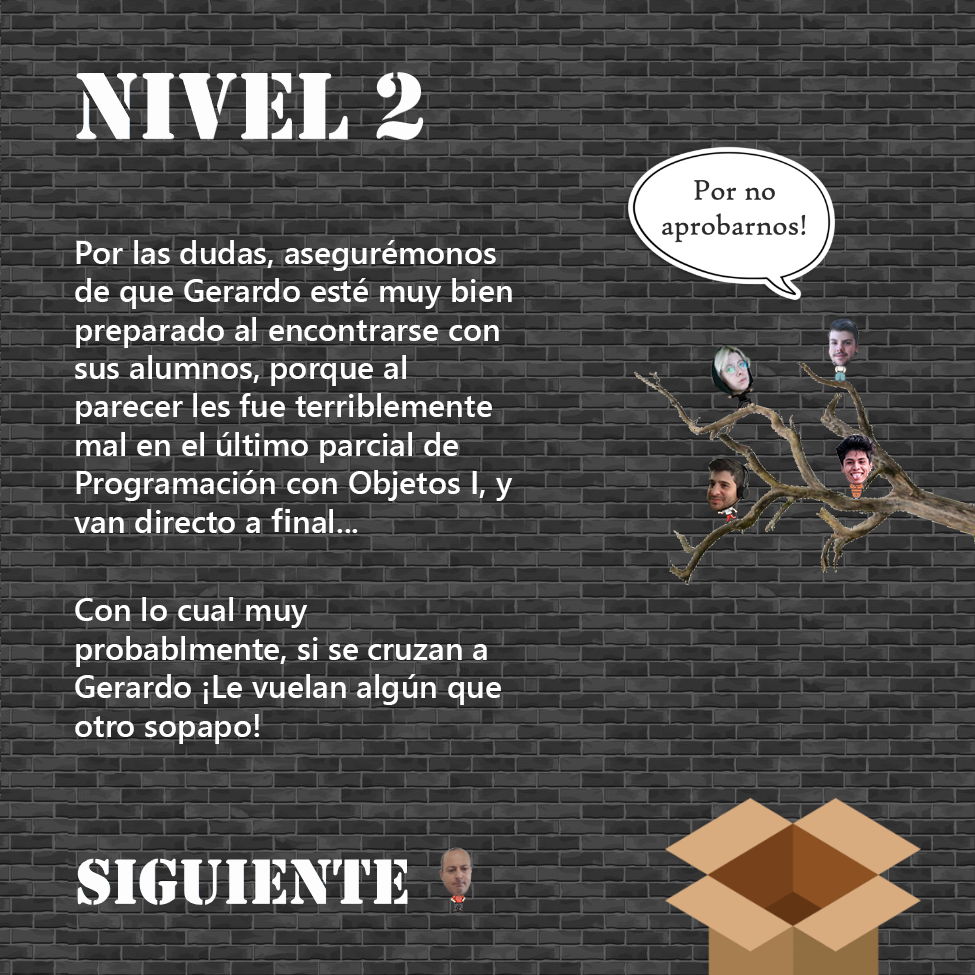 NIVEL 2
Por no
aprobarnos!
Por las dudas, asegurémonos
de que Gerardo esté muy bien
preparado al encontrarse con
sus alumnos, porque al
parecer les fue terriblemente
mal en el último parcial de
Programación con Objetos I, y
van directo a final...
Con lo cual muy
probablmente, si se cruzan a
Gerardo ¡Le vuelan algún que
otro sopapo!
SIGUIENTE